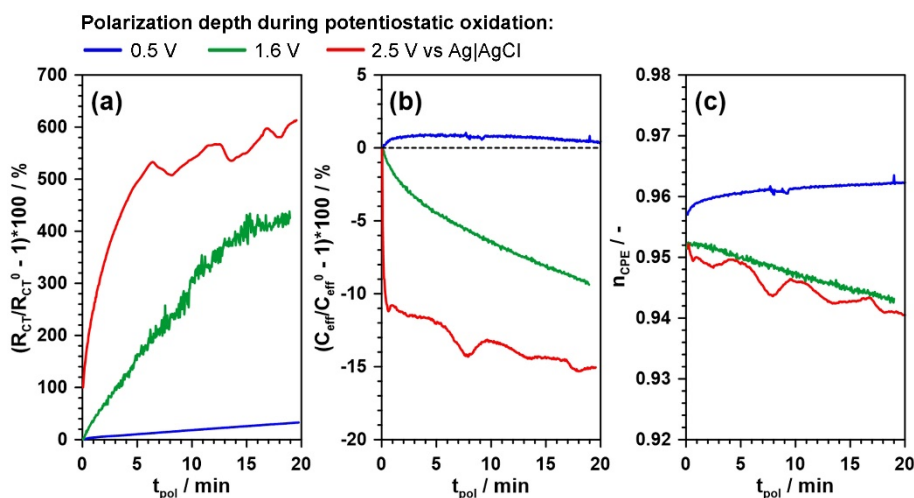 Polarization depth during potentiostatic oxidation:
0.5 V 1.6 V 2.5 V vs Ag|AgCl
(a)
(R_CT/R_CT^0 - 1)*100 / %
700
600
500
400
300
200
100
0
0 5 10 15 20
t_pol / min
(b)
(C_eff/C_eff^0 - 1)*100 / %
5
0
-5
-10
-15
-20
0 5 10 15 20
t_pol / min
(c)
n_CPE / -
0.98
0.97
0.96
0.95
0.94
0.93
0.92
0 5 10 15 20
t_pol / min